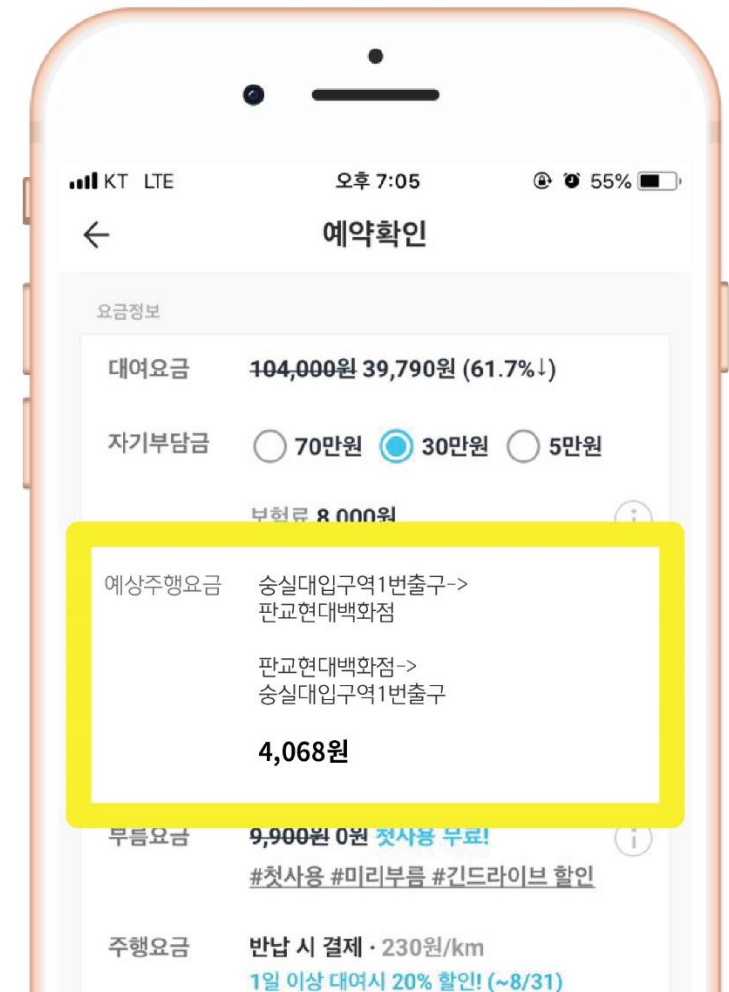 KT LTE 오후 7:05 55%
예약확인
요금정보
대여요금 104,000원 39,790원 (61.7%↓)
자기부담금 70만원 30만원 5만원
보험료 8,000원
예상주행요금 숭실대입구역1번출구->
판교현대백화점
판교현대백화점->
숭실대입구역1번출구
4,068원
부름요금 9,900원 0원 첫사용 무료!
#첫사용 #미리부름 #긴드라이브 할인
주행요금 반납 시 결제 · 230원/km
1일 이상 대여시 20% 할인! (~8/31)